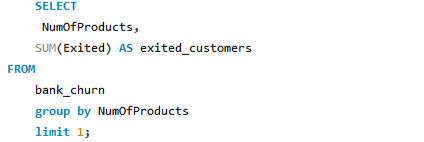 SELECT
NumOfProducts,
SUM(Exited) AS exited_customers
FROM
bank_churn
group by NumOfProducts
limit 1;